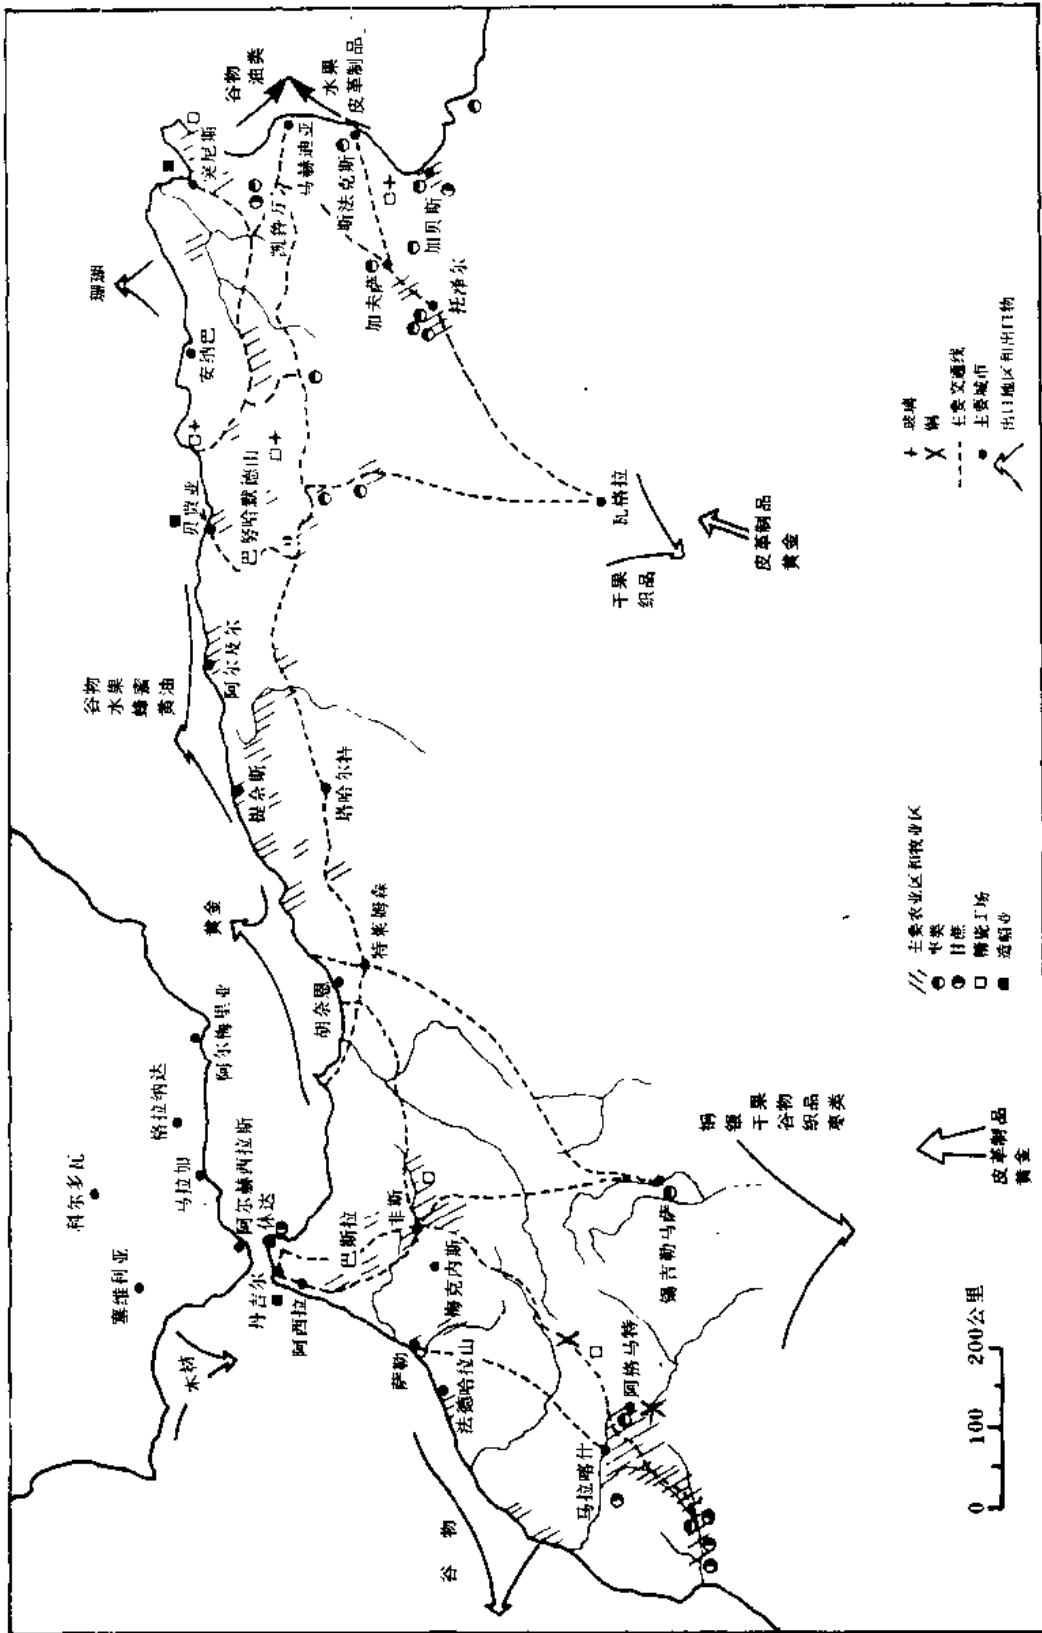 塞维利亚
科尔多瓦
格拉纳达
马拉加
阿尔梅里亚
阿尔赫西拉斯
休达
丹吉尔
阿西拉
巴斯拉
木材
萨勒
法德哈拉山
梅克内斯
非斯
谷物
马拉喀什
阿格马特
锡吉勒马萨
胡奈恩
特莱姆森
黄金
提奈斯
塔哈尔特
阿尔及尔
谷物
水果
蜂蜜
黄油
贝贾亚
巴努哈默德山
安纳巴
珊瑚
突尼斯
凯鲁万
马赫迪亚
谷物
油类
水果
皮革制品
斯法克斯
加贝斯
加夫萨
托泽尔
瓦格拉
干果
织品
皮革制品
黄金
铜
银
干果
谷物
织品
枣类
皮革制品
黄金
主要农业区和牧业区
枣类
甘蔗
精瓷工场
造船业
玻璃
铜
主要交通线
主要城市
出口地区和出口物
0 100 200公里